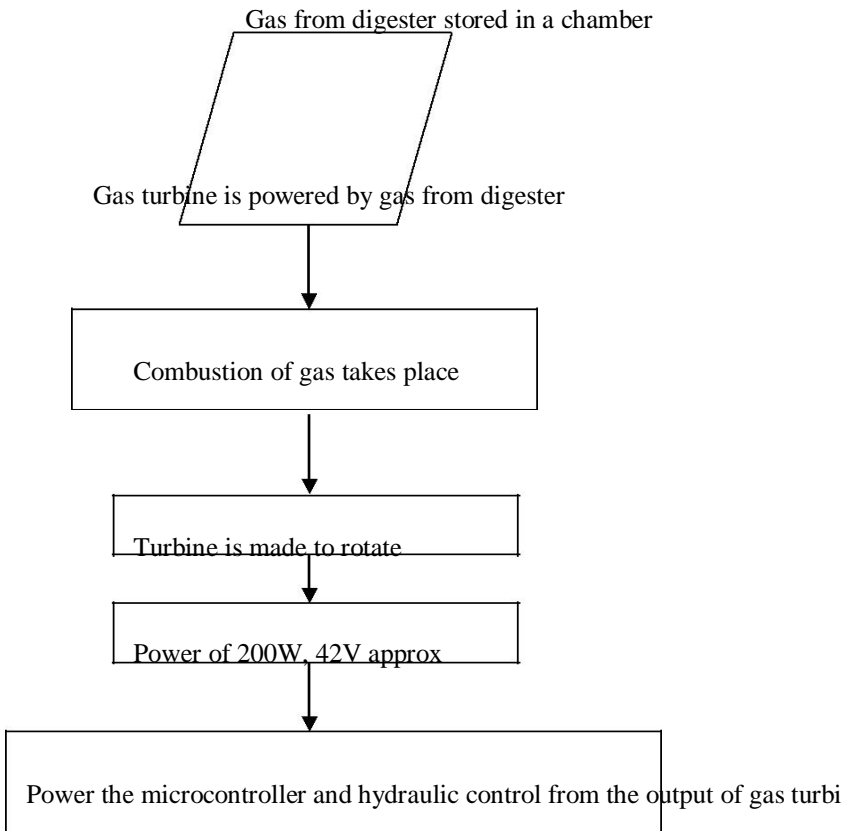 Gas from digester stored in a chamber
Gas turbine is powered by gas from digester
Combustion of gas takes place
Turbine is made to rotate
Power of 200W, 42V approx
Power the microcontroller and hydraulic control from the output of gas turbi